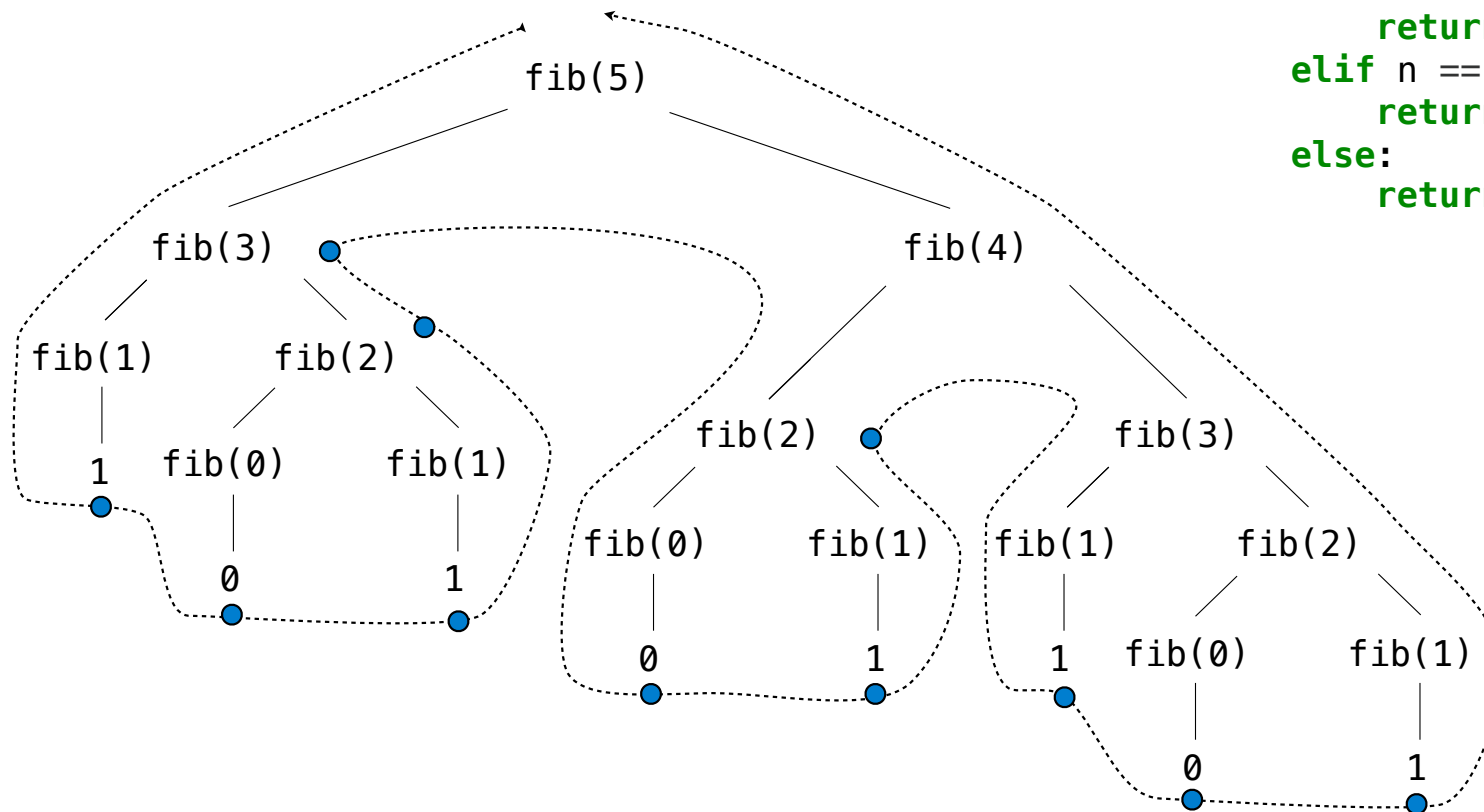 retur
fib(5)
elif n ==
retur
else:
retur
fib(3)
fib(4)
fib(1)
fib(2)
fib(2)
fib(3)
1
fib(0)
fib(1)
fib(0)
fib(1)
fib(1)
fib(2)
0
1
0
1
1
fib(0)
fib(1)
0
1